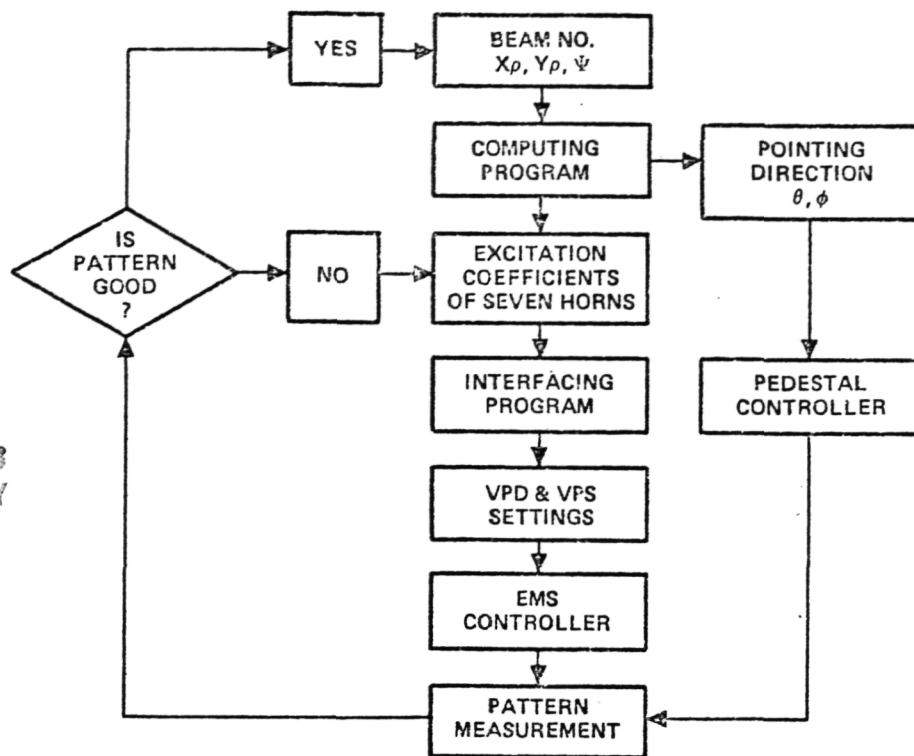 YES
BEAM NO.
Xρ, Yρ, Ψ
COMPUTING
PROGRAM
POINTING
DIRECTION
θ, ϕ
IS
PATTERN
GOOD
?
NO
EXCITATION
COEFFICIENTS
OF SEVEN HORNS
INTERFACING
PROGRAM
PEDESTAL
CONTROLLER
VPD & VPS
SETTINGS
EMS
CONTROLLER
PATTERN
MEASUREMENT